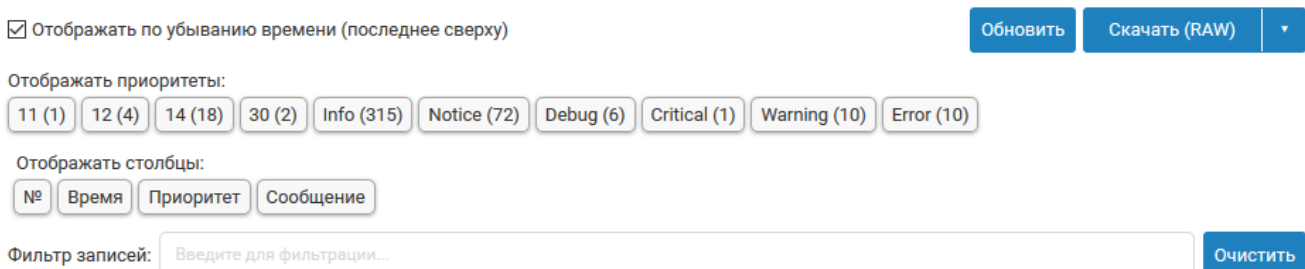 Отображать по убыванию времени (последнее сверху) Обновить Скачать (RAW)
Отображать приоритеты:
11 (1) 12 (4) 14 (18) 30 (2) Info (315) Notice (72) Debug (6) Critical (1) Warning (10) Error (10)
Отображать столбцы:
№ Время Приоритет Сообщение
Фильтр записей: Введите для фильтрации... Очистить